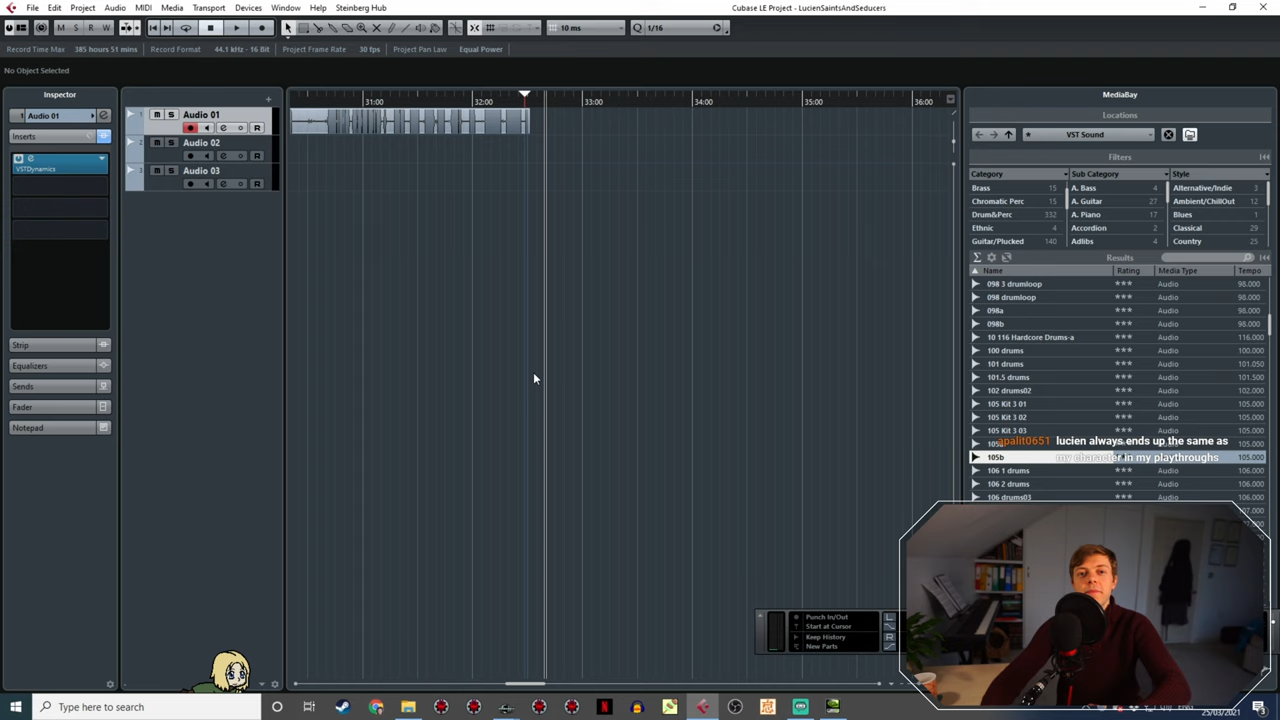 File Edit Project Audio MIDI Media Transport Devices Window Help Steinberg Hub
Cubase LE Project - LucienSaintsAndSeducers
M S R W
10 ms
1/16
Record Time Max 385 hours 51 mins Record Format 44.1 kHz - 16 Bit Project Frame Rate 30 fps Project Pan Law Equal Power
No Object Selected
Inspector
1 Audio 01
Inserts
VSTDynamics
Strip
Equalizers
Sends
Fader
Notepad
1 m S Audio 01
R
2 m S Audio 02
R
3 m S Audio 03
R
31:00 32:00 33:00 34:00 35:00 36:00
MediaBay
Locations
VST Sound
Filters
Category Sub Category Style
Brass 15 A. Bass 4 Alternative/Indie 3
Chromatic Perc 15 A. Guitar 27 Ambient/ChillOut 12
Drum&Perc 332 A. Piano 17 Blues 1
Ethnic 4 Accordion 2 Classical 29
Guitar/Plucked 140 Adlibs 4 Country 25
Results
Name Rating Media Type Tempo
098 3 drumloop *** Audio 98.000
098 drumloop *** Audio 98.000
098a *** Audio 98.000
098b *** Audio 98.000
10 116 Hardcore Drums-a *** Audio 116.000
100 drums *** Audio 100.000
101 drums *** Audio 101.050
101.5 drums *** Audio 101.500
102 drums02 *** Audio 102.000
105 Kit 3 01 *** Audio 105.000
105 Kit 3 02 *** Audio 105.000
105 Kit 3 03 *** Audio 105.000
apalit0651 lucien always ends up the same as
my character in my playthroughs
105b 105.000
106 1 drums *** Audio 106.000
106 2 drums *** Audio 106.000
106 drums03 *** Audio 106.000
Punch In/Out
Start at Cursor
Keep History
New Parts
L
R
Type here to search
ENG
25/03/2021